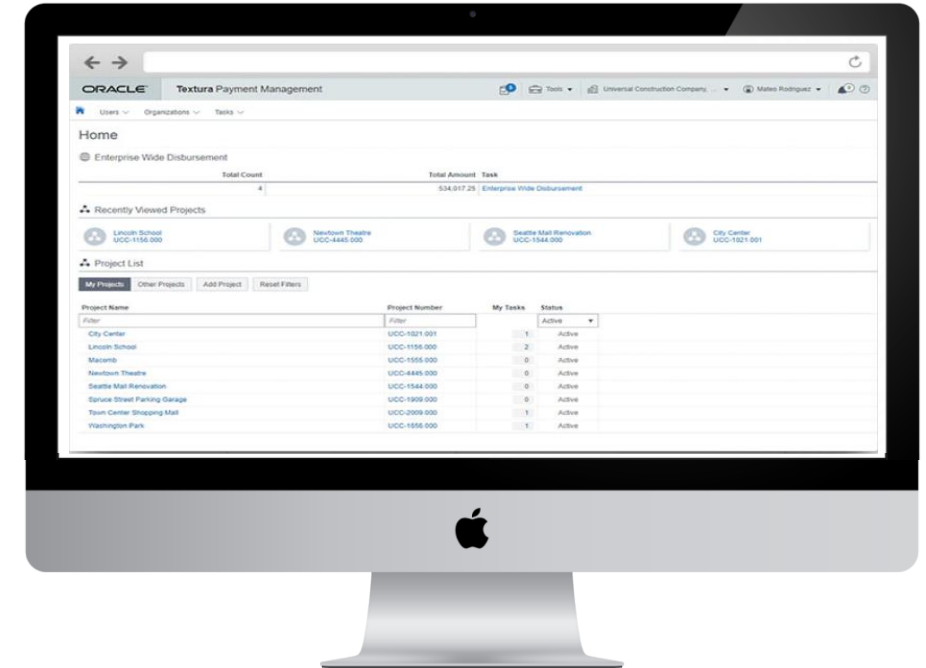 ORACLE Textura Payment Management Tools Universal Construction Company, ... Mateo Rodriguez
Users Organizations Tasks
Home
Enterprise Wide Disbursement
Total Count Total Amount Task
4 534,017.25 Enterprise Wide Disbursement
Recently Viewed Projects
Lincoln School Newtown Theatre Seattle Mall Renovation City Center
UCC-1156.000 UCC-4445.000 UCC-1544.000 UCC-1021.001
Project List
My Projects Other Projects Add Project Reset Filters
Project Name Project Number My Tasks Status
Filter Filter Active
City Center UCC-1021.001 1 Active
Lincoln School UCC-1156.000 2 Active
Macomb UCC-1555.000 0 Active
Newtown Theatre UCC-4445.000 0 Active
Seattle Mall Renovation UCC-1544.000 0 Active
Spruce Street Parking Garage UCC-1909.000 0 Active
Town Center Shopping Mall UCC-2009.000 1 Active
Washington Park UCC-1656.000 1 Active